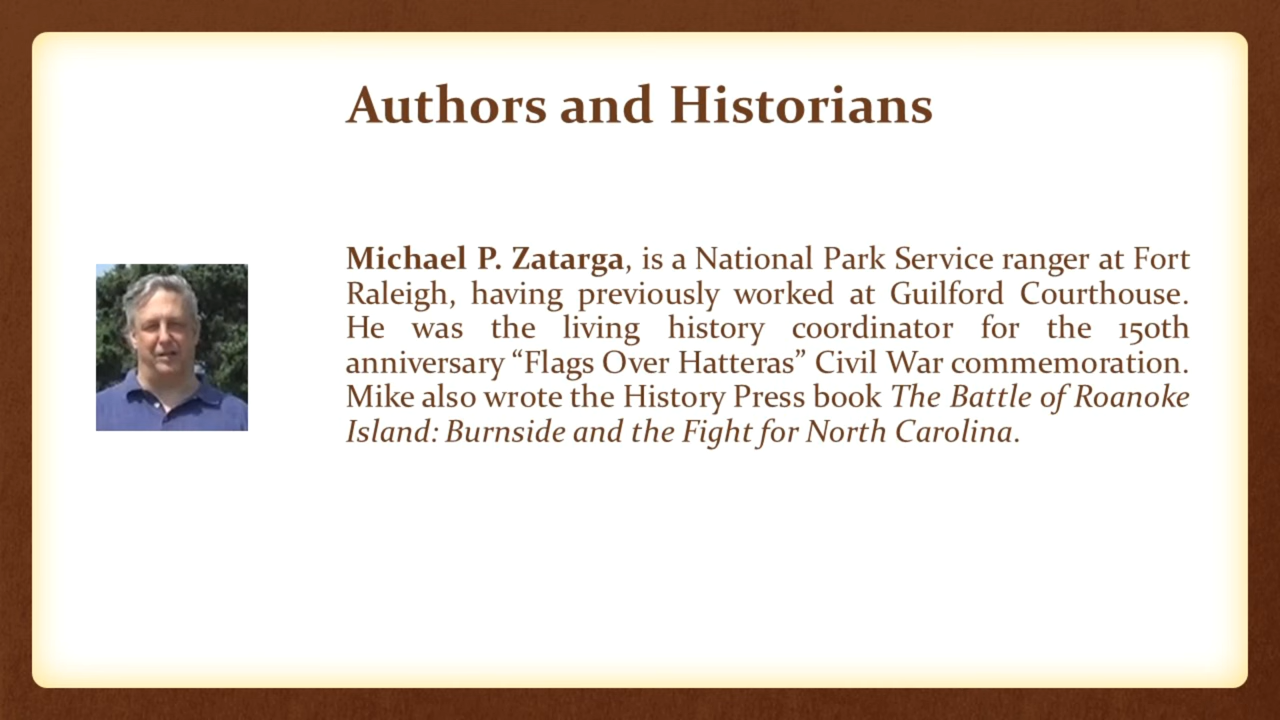 Authors and Historians
Michael P. Zatarga, is a National Park Service ranger at Fort
Raleigh, having previously worked at Guilford Courthouse.
He was the living history coordinator for the 150th
anniversary “Flags Over Hatteras” Civil War commemoration.
Mike also wrote the History Press book The Battle of Roanoke
Island: Burnside and the Fight for North Carolina.